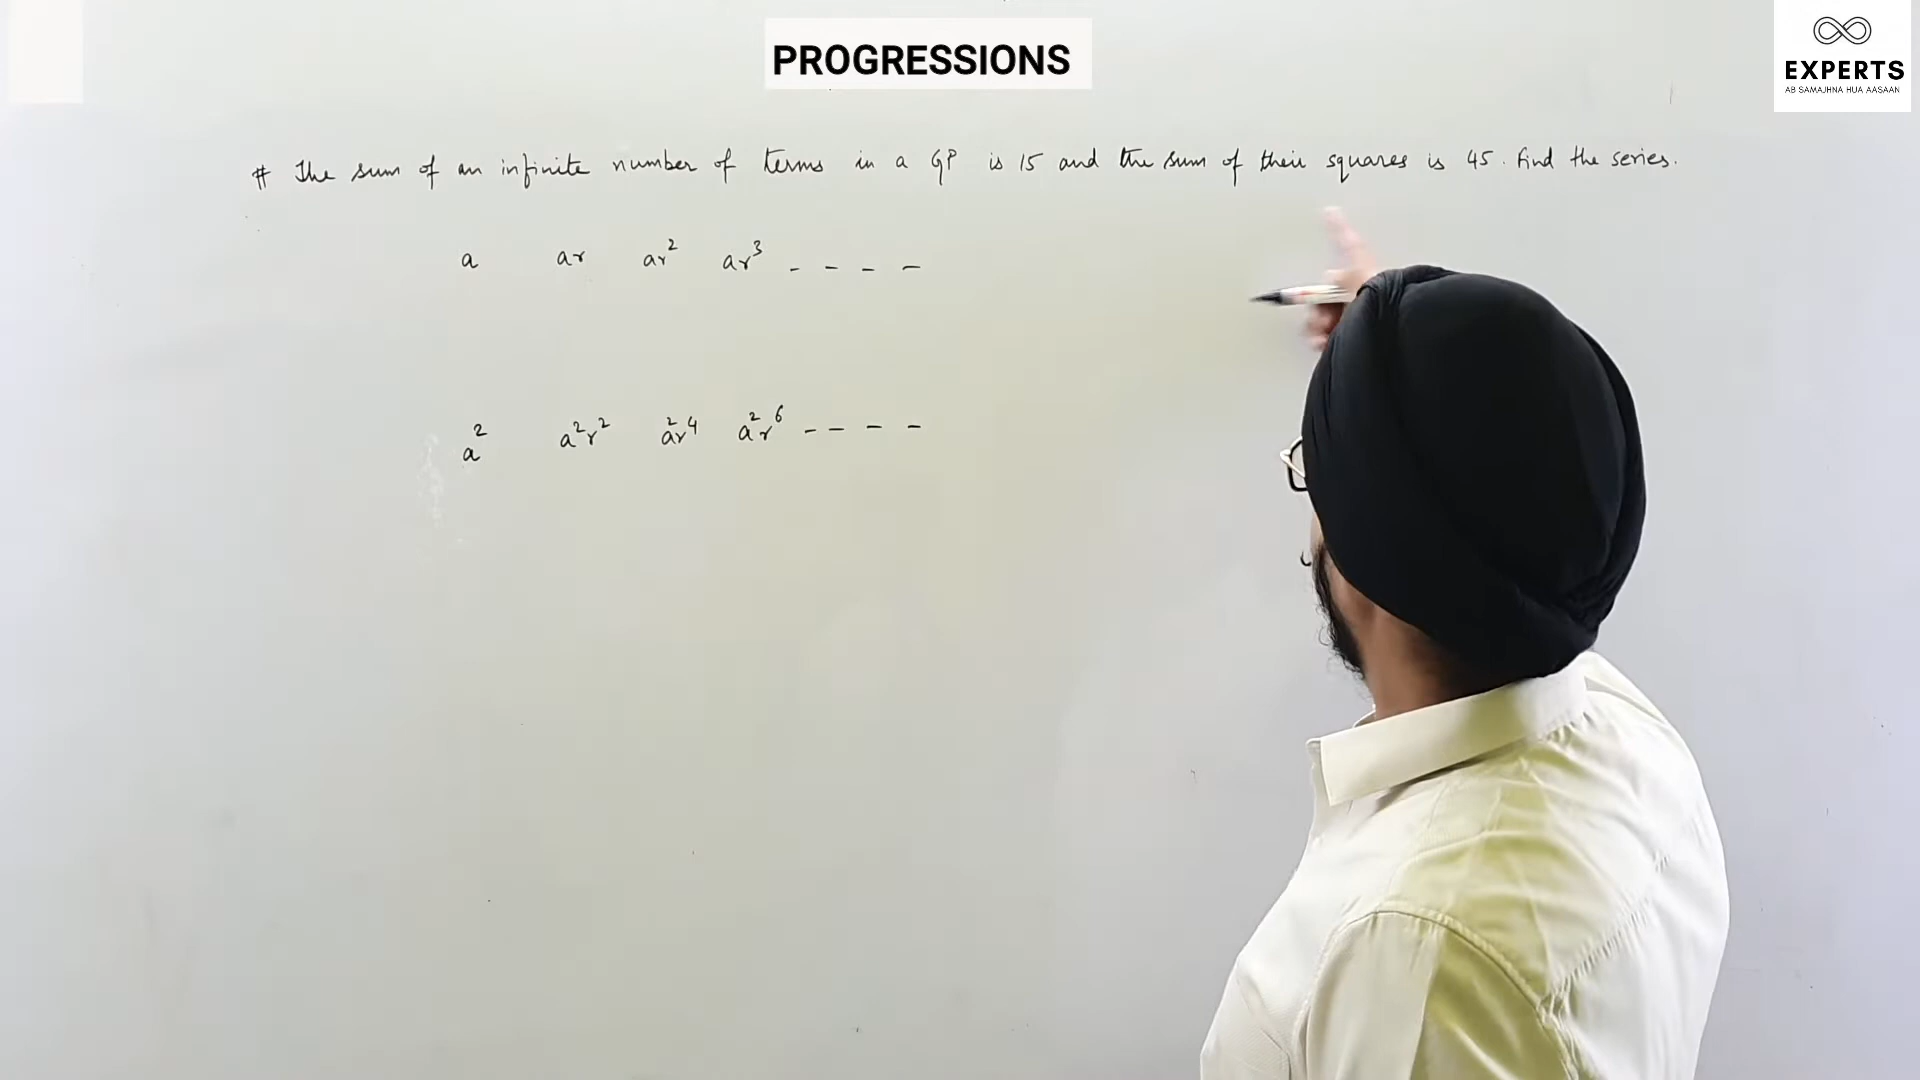 PROGRESSIONS
EXPERTS
AB SAMAJHNA HUA AASAAN
# The sum of an infinite number of terms in a GP is 15 and the sum of their squares is 45. Find the series.
a ar ar² ar³ - - - -
a² a²r² a²r⁴ a²r⁶ - - - -